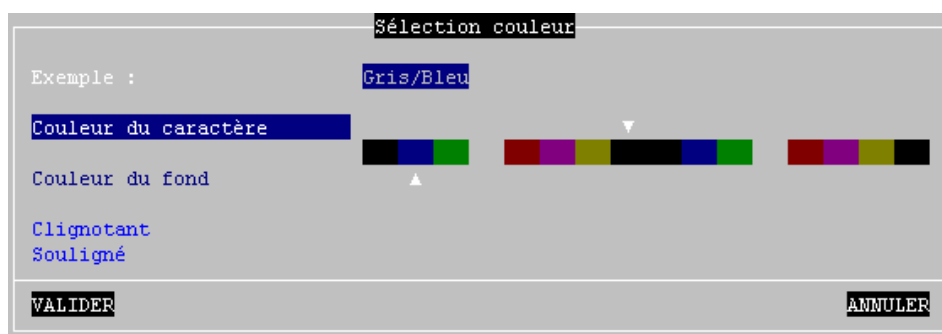 Sélection couleur
Exemple : Gris/Bleu
Couleur du caractère
Couleur du fond
Clignotant
Souligné
VALIDER ANNULER